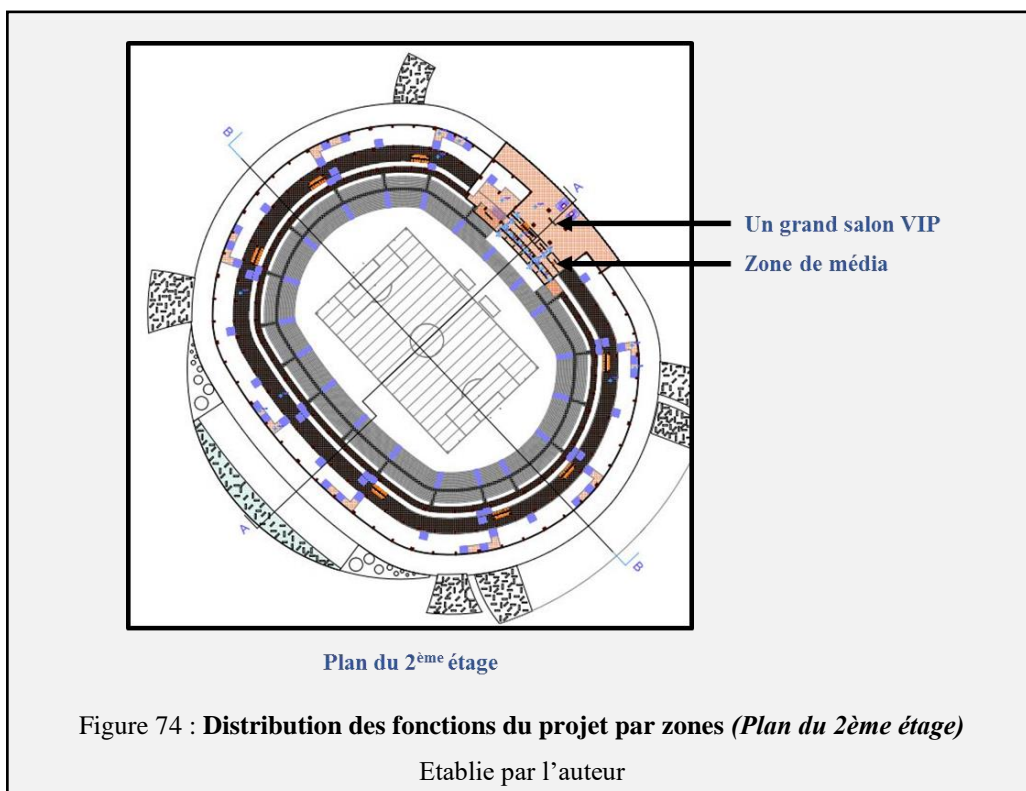 B
A
Un grand salon VIP
Zone de média
A
B
Plan du 2ème étage
Figure 74 : Distribution des fonctions du projet par zones (Plan du 2ème étage)
Etablie par l’auteur